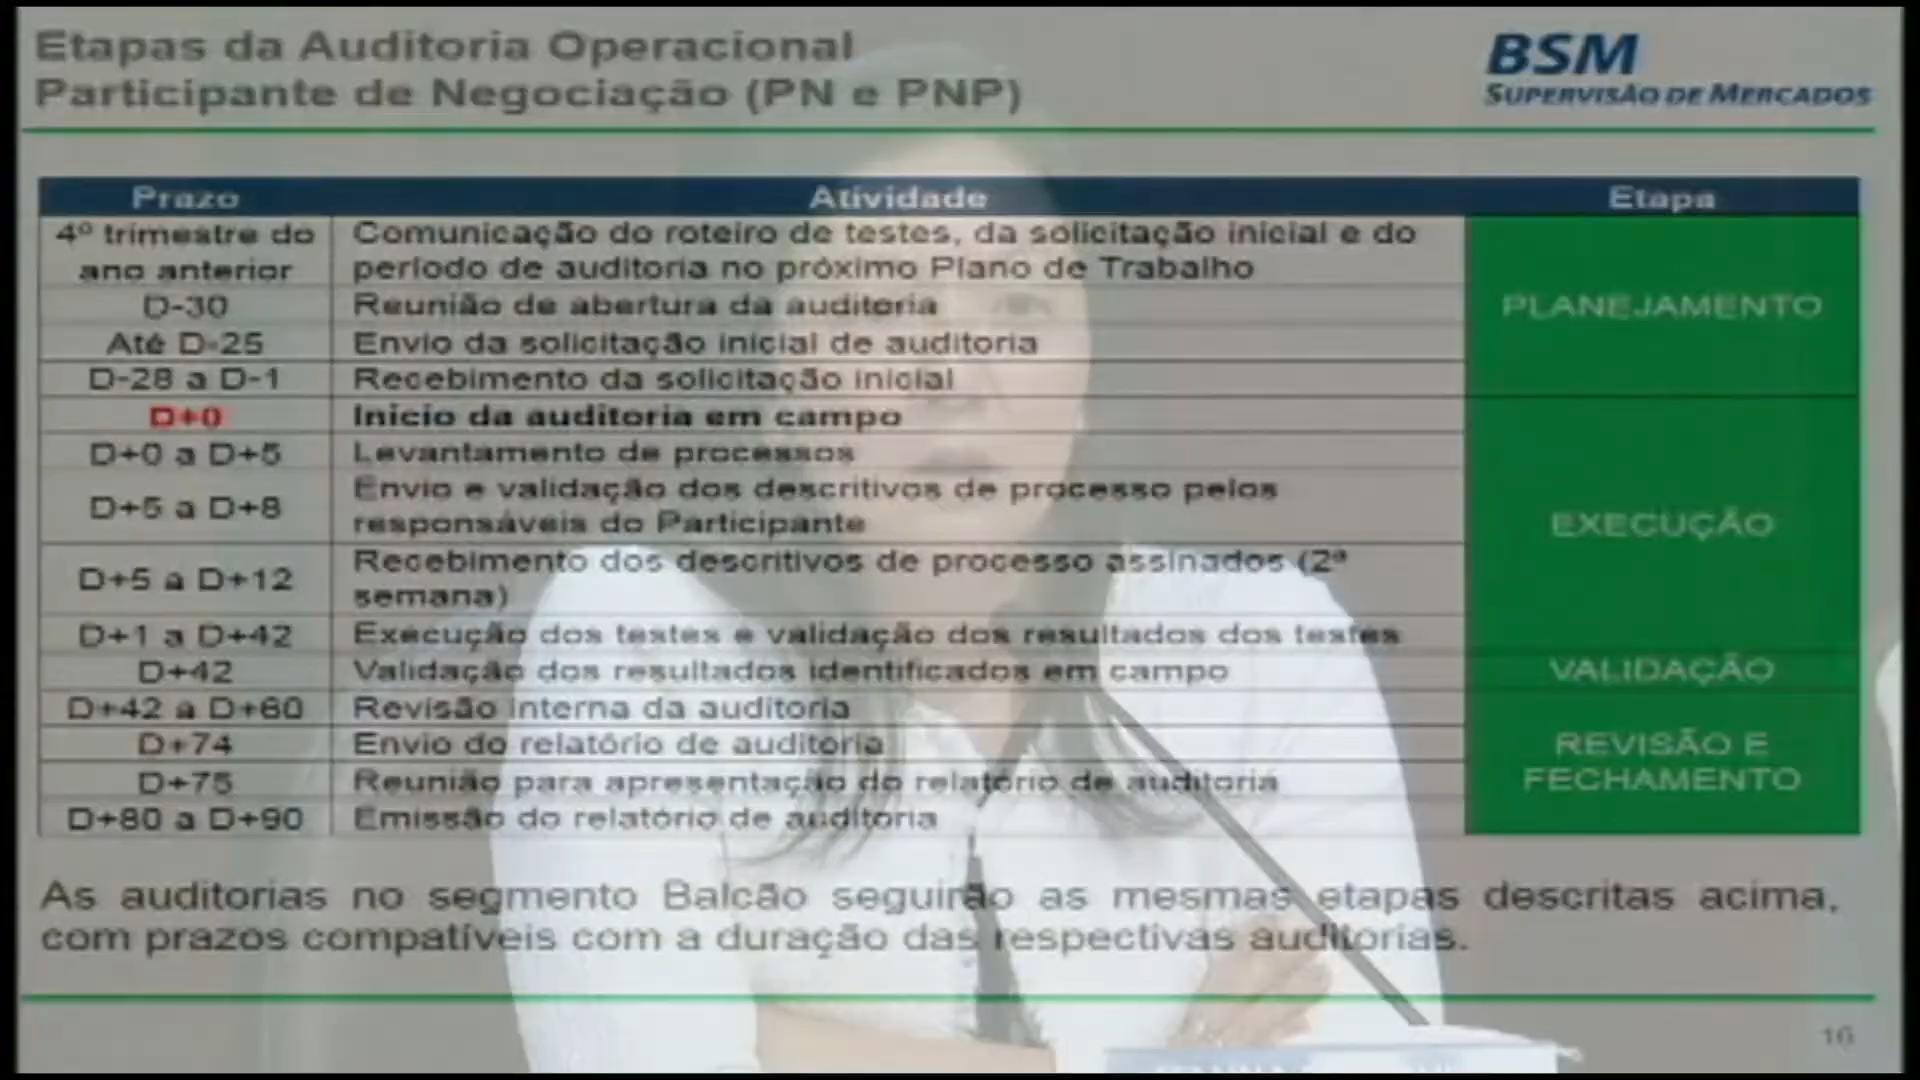 Etapas da Auditoria Operacional
Participante de Negociação (PN e PNP)
BSM
SUPERVISÃO DE MERCADOS
Prazo Atividade Etapa
4º trimestre do
ano anterior
Comunicação do roteiro de testes, da solicitação inicial e do
período de auditoria no próximo Plano de Trabalho
D-30 Reunião de abertura da auditoria
PLANEJAMENTO
Até D-25 Envio da solicitação inicial de auditoria
D-28 a D-1 Recebimento da solicitação inicial
D+0 Início da auditoria em campo
D+0 a D+5 Levantamento de processos
D+5 a D+8
Envio e validação dos descritivos de processo pelos
responsáveis do Participante
EXECUÇÃO
D+5 a D+12
Recebimento dos descritivos de processo assinados (2ª
semana)
D+1 a D+42 Execução dos testes e validação dos resultados dos testes
D+42 Validação dos resultados identificados em campo
VALIDAÇÃO
D+42 a D+60 Revisão interna da auditoria
D+74 Envio do relatório de auditoria
REVISÃO E
FECHAMENTO
D+75 Reunião para apresentação do relatório de auditoria
D+80 a D+90 Emissão do relatório de auditoria
As auditorias no segmento Balcão seguirão as mesmas etapas descritas acima,
com prazos compatíveis com a duração das respectivas auditorias.
16